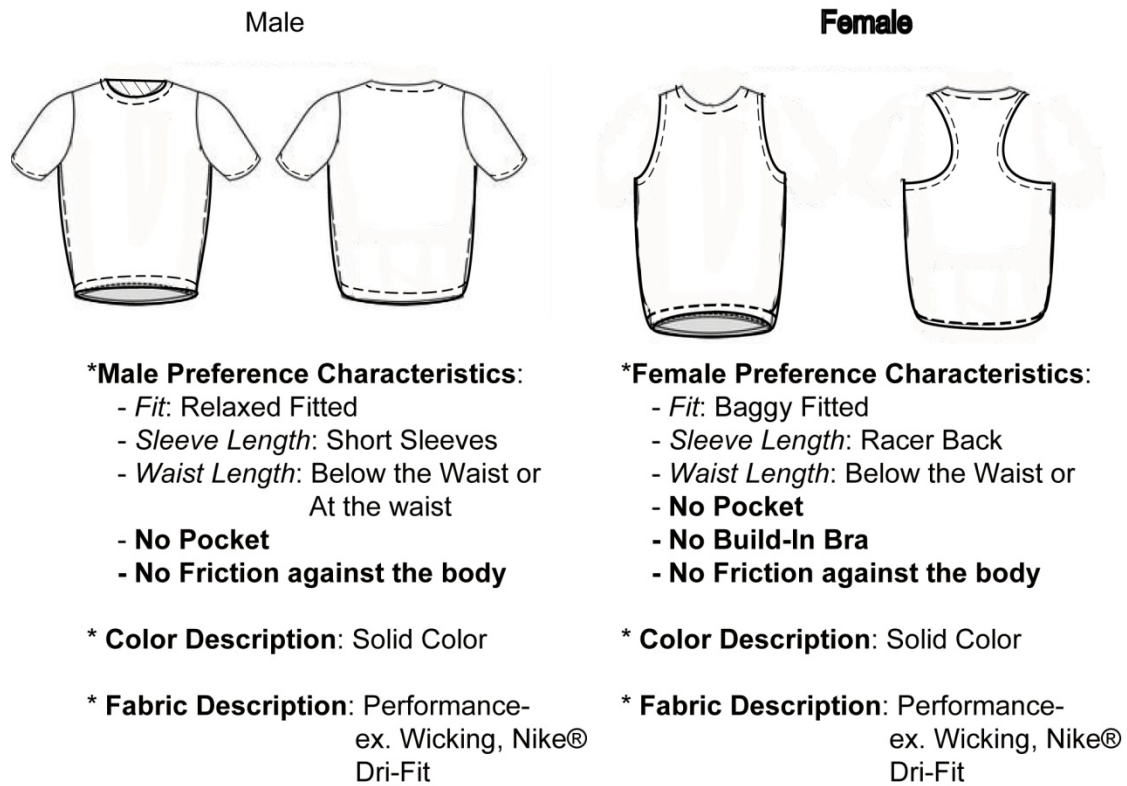 Male
*Male Preference Characteristics:
- Fit: Relaxed Fitted
- Sleeve Length: Short Sleeves
- Waist Length: Below the Waist or
At the waist
- No Pocket
- No Friction against the body
* Color Description: Solid Color
* Fabric Description: Performance-
ex. Wicking, Nike®
Dri-Fit
Female
*Female Preference Characteristics:
- Fit: Baggy Fitted
- Sleeve Length: Racer Back
- Waist Length: Below the Waist or
- No Pocket
- No Build-In Bra
- No Friction against the body
* Color Description: Solid Color
* Fabric Description: Performance-
ex. Wicking, Nike®
Dri-Fit